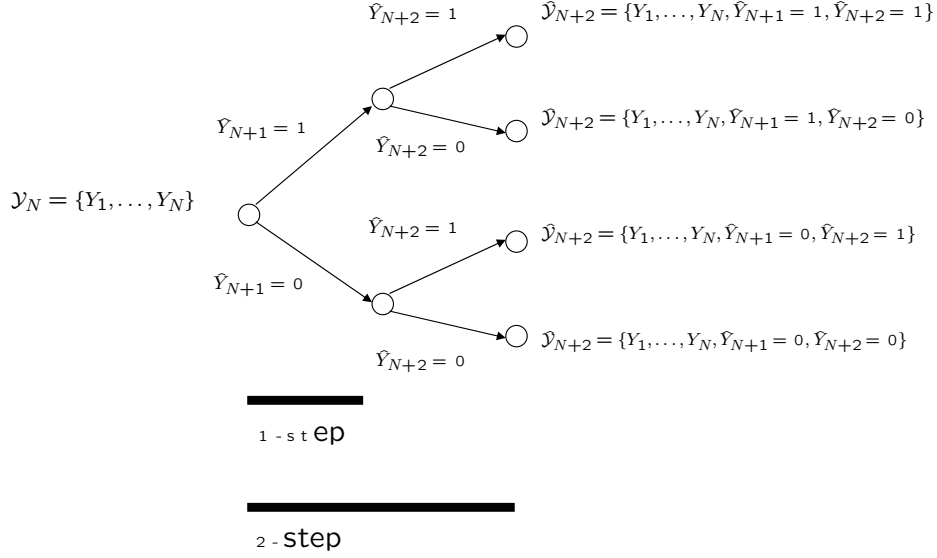 Ŷ_{N+2} = 1
𝒴̂_{N+2} = {Y_1, . . . , Y_N, Ŷ_{N+1} = 1, Ŷ_{N+2} = 1}
Ŷ_{N+1} = 1
𝒴̂_{N+2} = {Y_1, . . . , Y_N, Ŷ_{N+1} = 1, Ŷ_{N+2} = 0}
Ŷ_{N+2} = 0
𝒴_N = {Y_1, . . . , Y_N}
Ŷ_{N+2} = 1
𝒴̂_{N+2} = {Y_1, . . . , Y_N, Ŷ_{N+1} = 0, Ŷ_{N+2} = 1}
Ŷ_{N+1} = 0
𝒴̂_{N+2} = {Y_1, . . . , Y_N, Ŷ_{N+1} = 0, Ŷ_{N+2} = 0}
Ŷ_{N+2} = 0
1-step
2-step